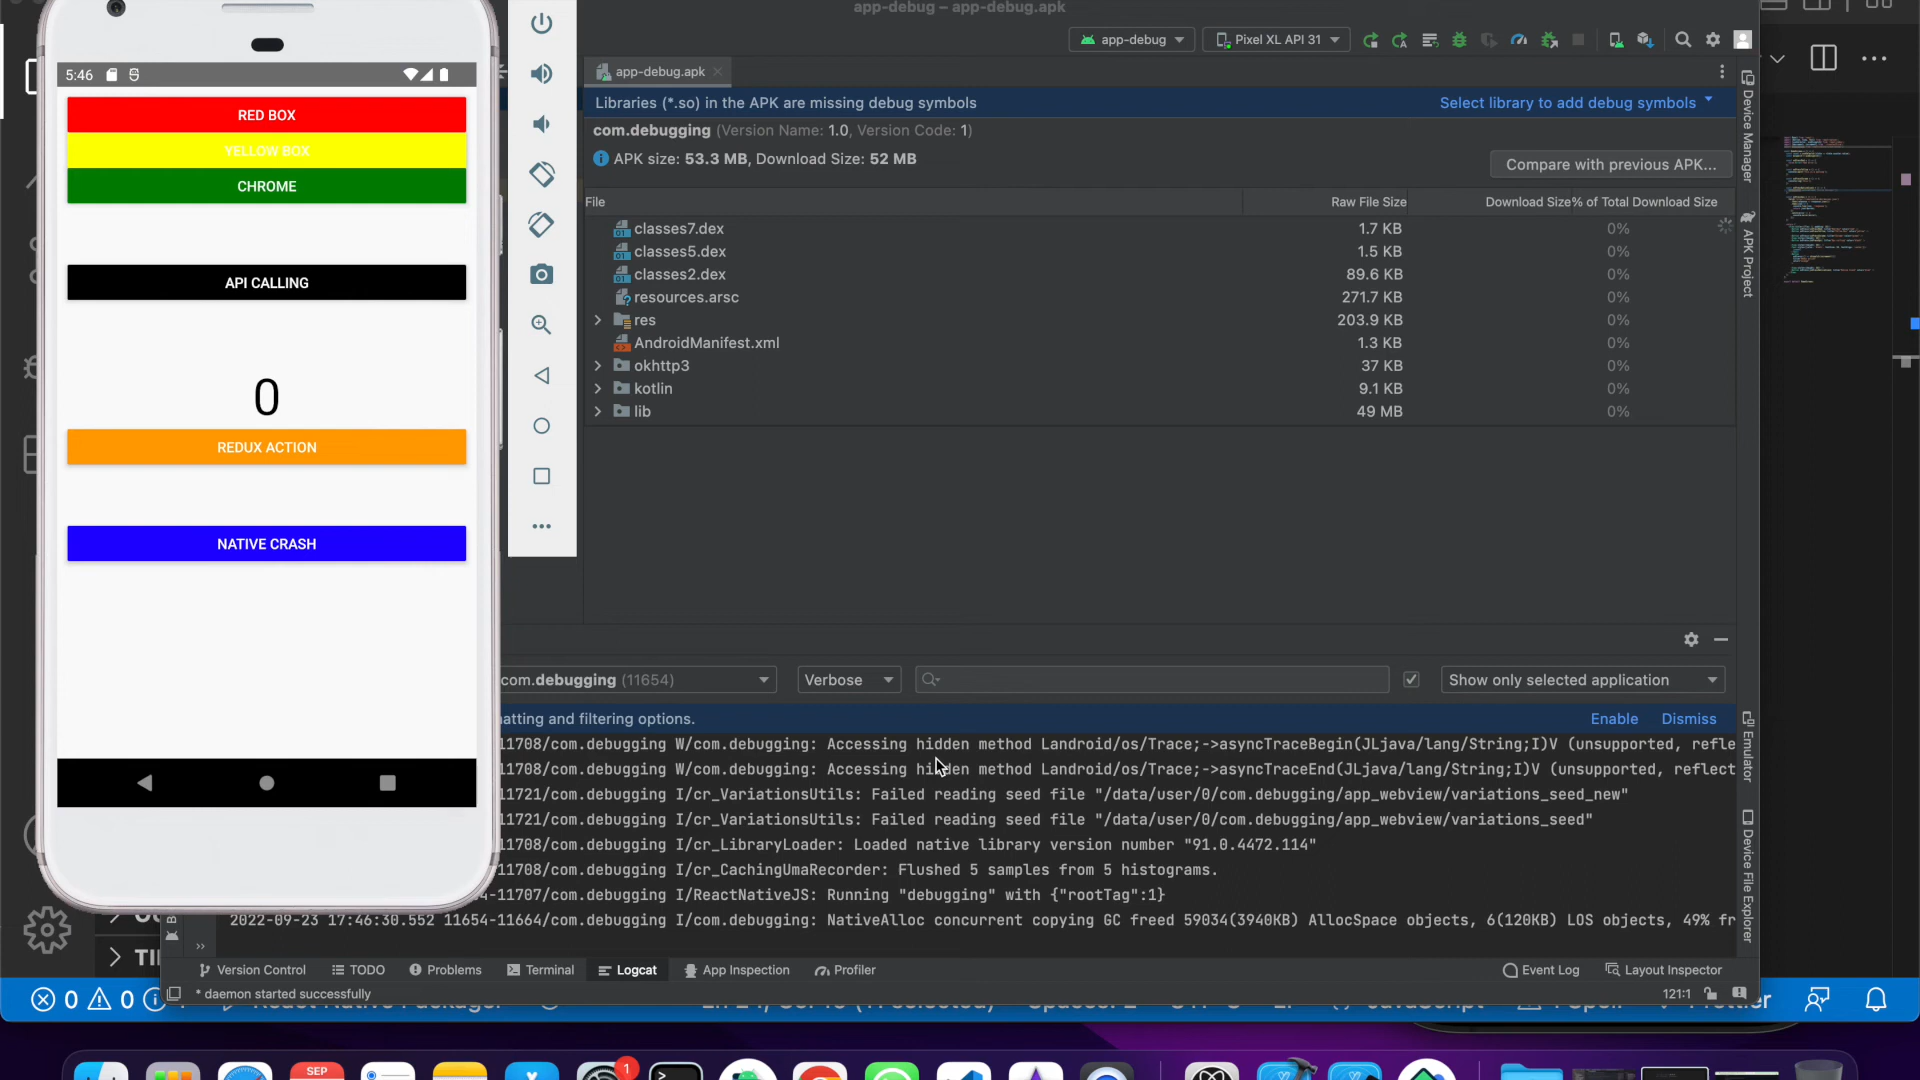 app-debug – app-debug.apk
app-debug
Pixel XL API 31
5:46
RED BOX
YELLOW BOX
CHROME
API CALLING
0
REDUX ACTION
NATIVE CRASH
app-debug.apk
Libraries (*.so) in the APK are missing debug symbols
Select library to add debug symbols
com.debugging (Version Name: 1.0, Version Code: 1)
APK size: 53.3 MB, Download Size: 52 MB
Compare with previous APK...
File Raw File Size Download Size % of Total Download Size
classes7.dex 1.7 KB 0%
classes5.dex 1.5 KB 0%
classes2.dex 89.6 KB 0%
resources.arsc 271.7 KB 0%
res 203.9 KB 0%
AndroidManifest.xml 1.3 KB 0%
okhttp3 37 KB 0%
kotlin 9.1 KB 0%
lib 49 MB 0%
Device Manager
APK Project
Emulator
Device File Explorer
com.debugging (11654) Verbose Show only selected application
atting and filtering options. Enable Dismiss
11708/com.debugging W/com.debugging: Accessing hidden method Landroid/os/Trace;->asyncTraceBegin(JLjava/lang/String;I)V (unsupported, refle
11708/com.debugging W/com.debugging: Accessing hidden method Landroid/os/Trace;->asyncTraceEnd(JLjava/lang/String;I)V (unsupported, reflect
11721/com.debugging I/cr_VariationsUtils: Failed reading seed file "/data/user/0/com.debugging/app_webview/variations_seed_new"
11721/com.debugging I/cr_VariationsUtils: Failed reading seed file "/data/user/0/com.debugging/app_webview/variations_seed"
11708/com.debugging I/cr_LibraryLoader: Loaded native library version number "91.0.4472.114"
11708/com.debugging I/cr_CachingUmaRecorder: Flushed 5 samples from 5 histograms.
-11707/com.debugging I/ReactNativeJS: Running "debugging" with {"rootTag":1}
2022-09-23 17:46:30.552 11654-11664/com.debugging I/com.debugging: NativeAlloc concurrent copying GC freed 59034(3940KB) AllocSpace objects, 6(120KB) LOS objects, 49% fr
Version Control TODO Problems Terminal Logcat App Inspection Profiler Event Log Layout Inspector
* daemon started successfully 121:1
0 0
SEP
1